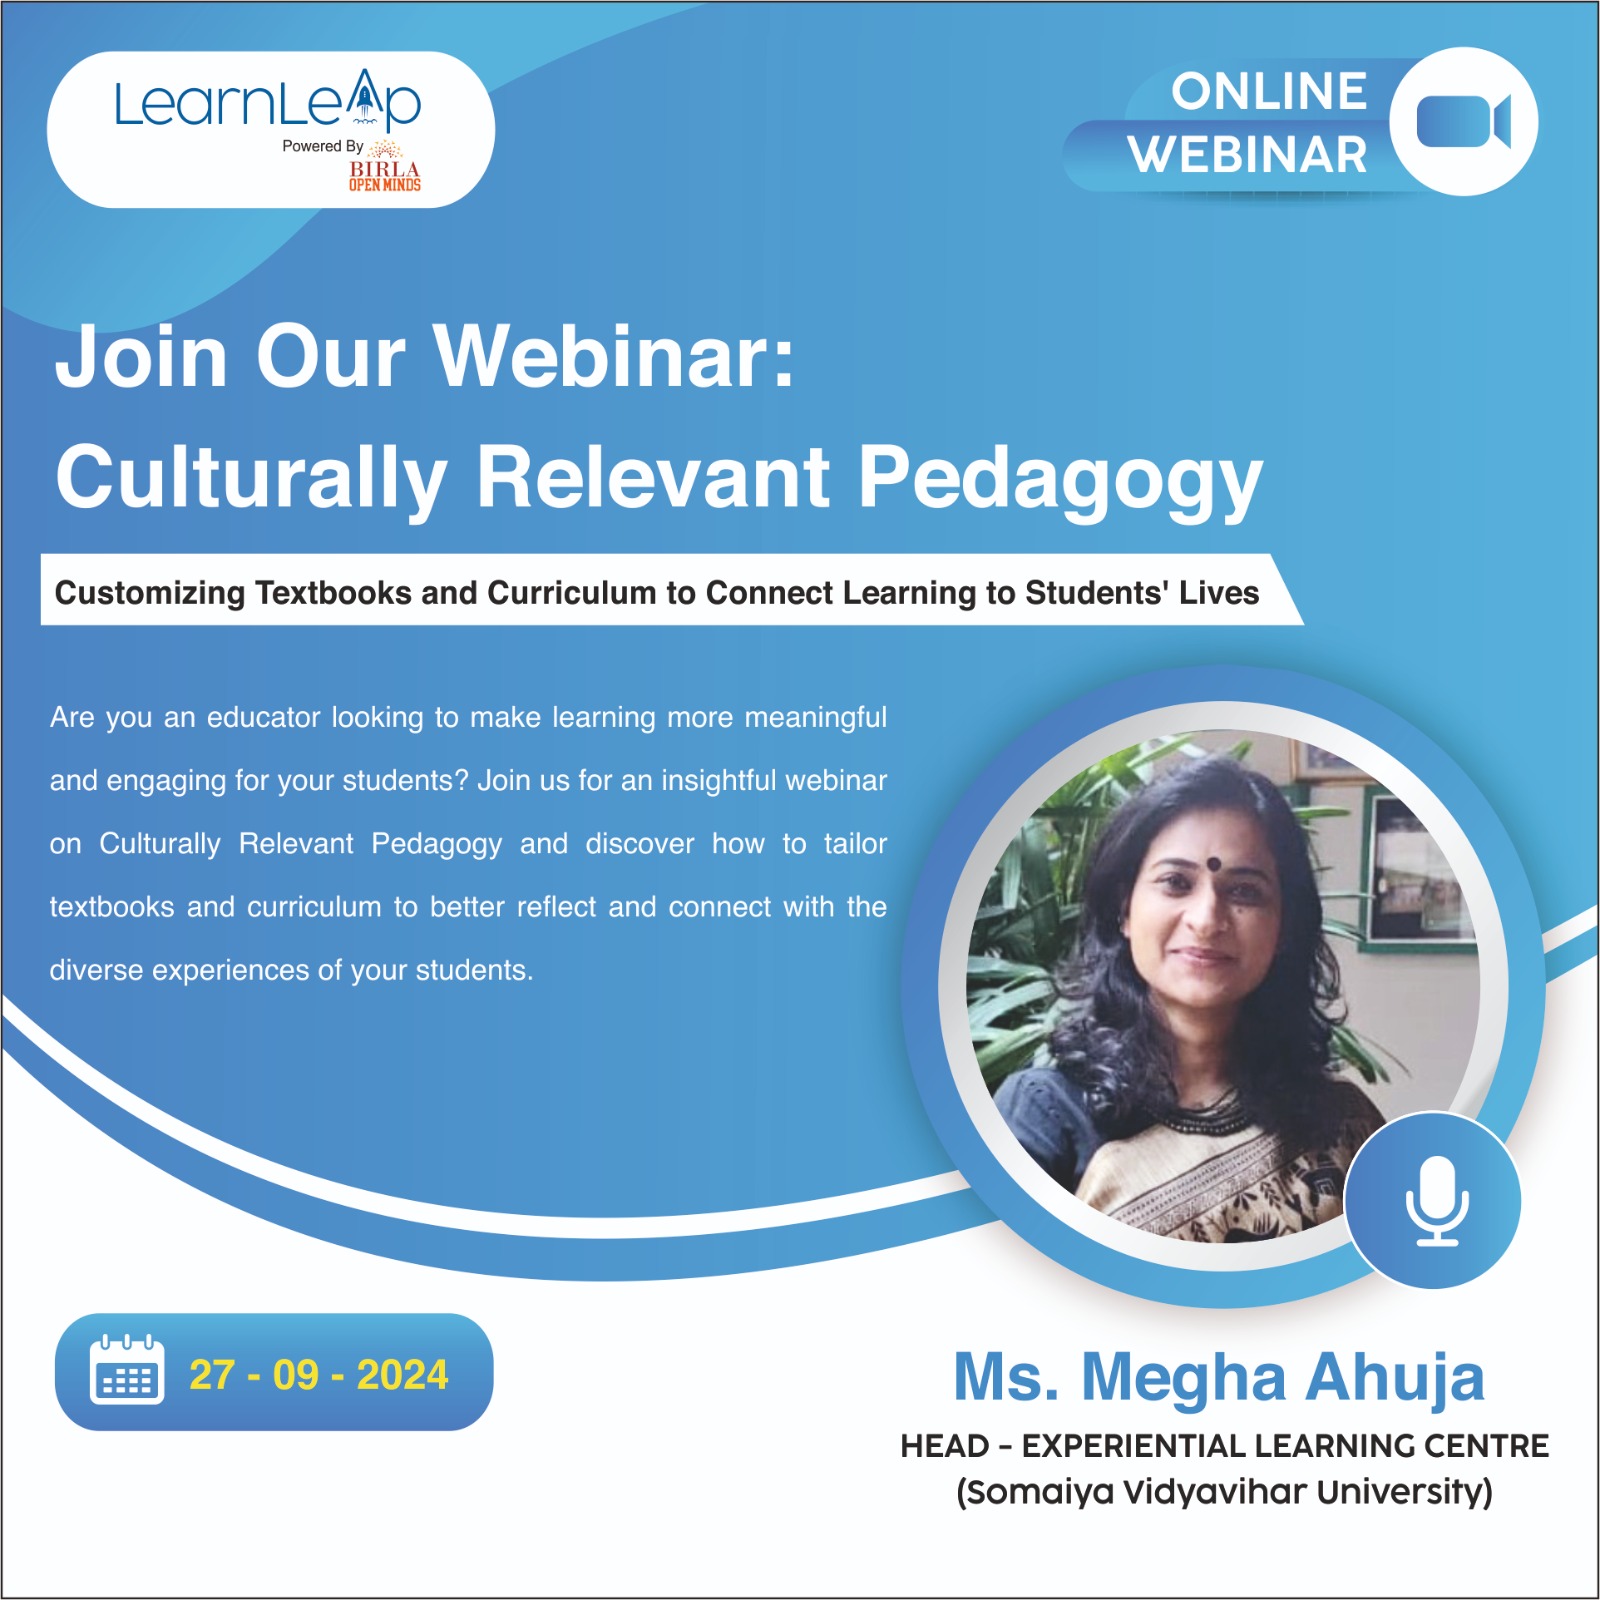 LearnLeAp
Powered By
BIRLA
OPEN MINDS
ONLINE
WEBINAR
Join Our Webinar:
Culturally Relevant Pedagogy
Customizing Textbooks and Curriculum to Connect Learning to Students' Lives
Are you an educator looking to make learning more meaningful
and engaging for your students? Join us for an insightful webinar
on Culturally Relevant Pedagogy and discover how to tailor
textbooks and curriculum to better reflect and connect with the
diverse experiences of your students.
27 - 09 - 2024
Ms. Megha Ahuja
HEAD - EXPERIENTIAL LEARNING CENTRE
(Somaiya Vidyavihar University)